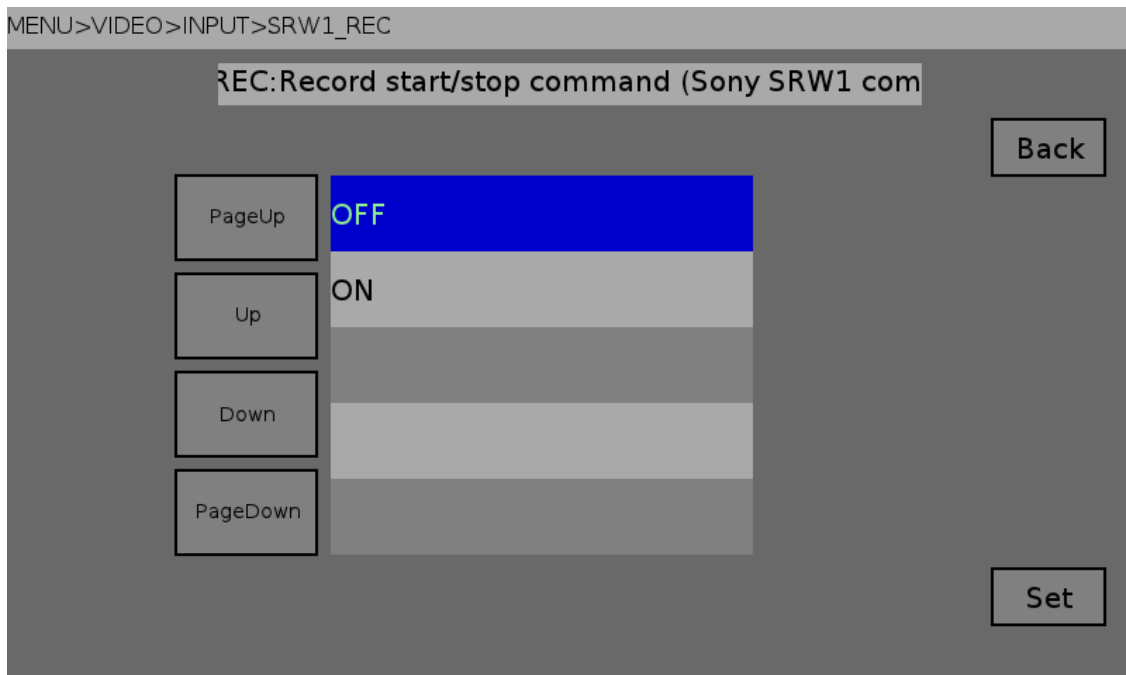 MENU>VIDEO>INPUT>SRW1_REC
REC:Record start/stop command (Sony SRW1 com
Back
PageUp
OFF
ON
Up
Down
PageDown
Set